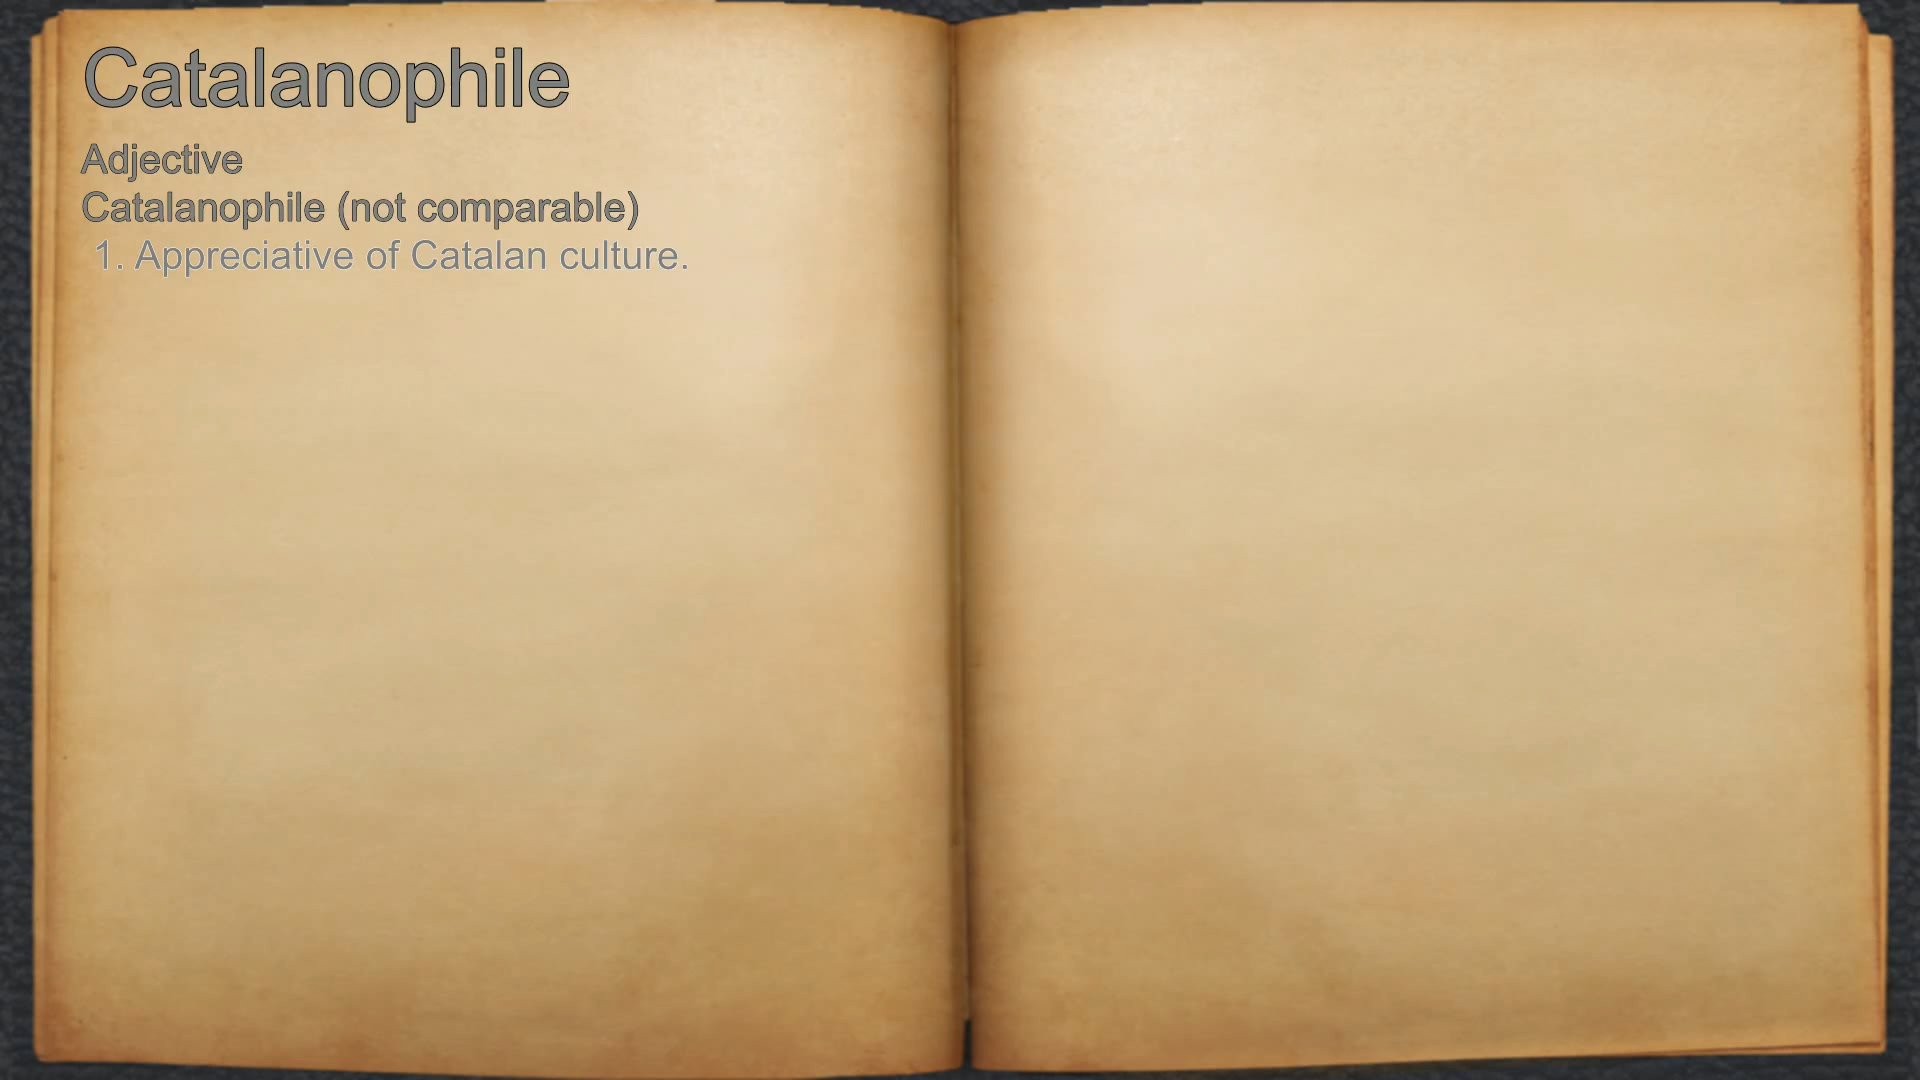 Catalanophile
Adjective
Catalanophile (not comparable)
1. Appreciative of Catalan culture.